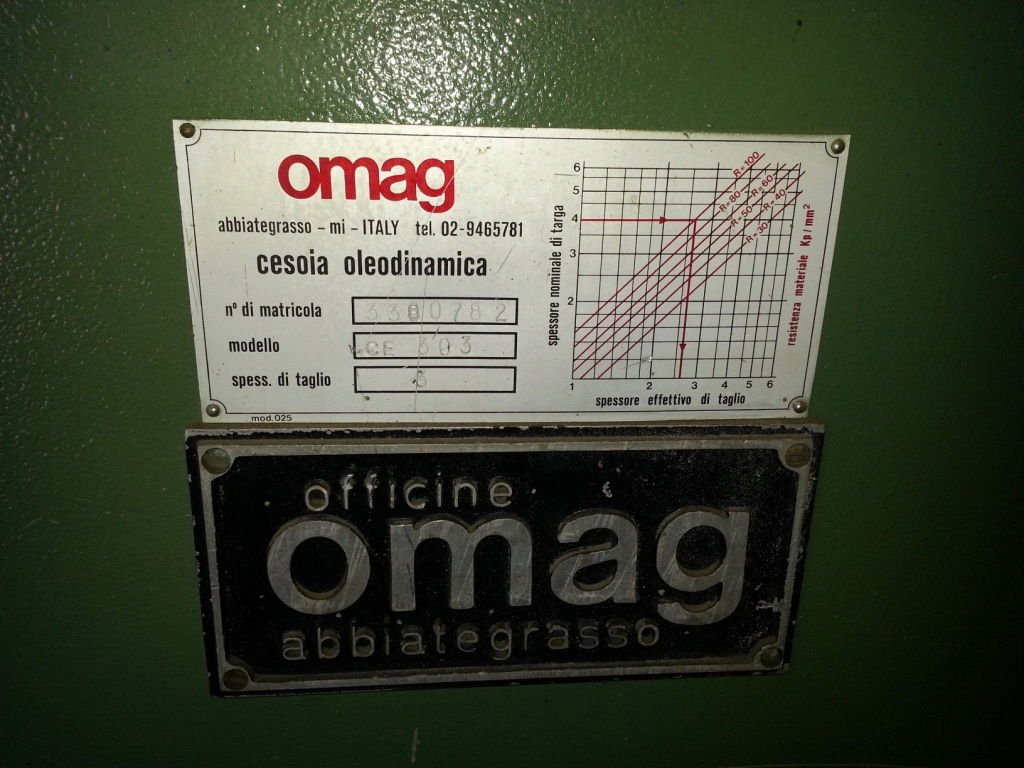 omag
abbiategrasso - mi - ITALY tel. 02-9465781
cesoia oleodinamica
n° di matricola
modello CE 303
spess. di taglio
mod.025
spessore nominale di targa
6
5
4
3
2
1 2 3 4 5 6
spessore effettivo di taglio
R=100
R=80
R=60
R=50
R=40
R=30
resistenza materiale Kp/mm²
officine
omag
abbiategrasso